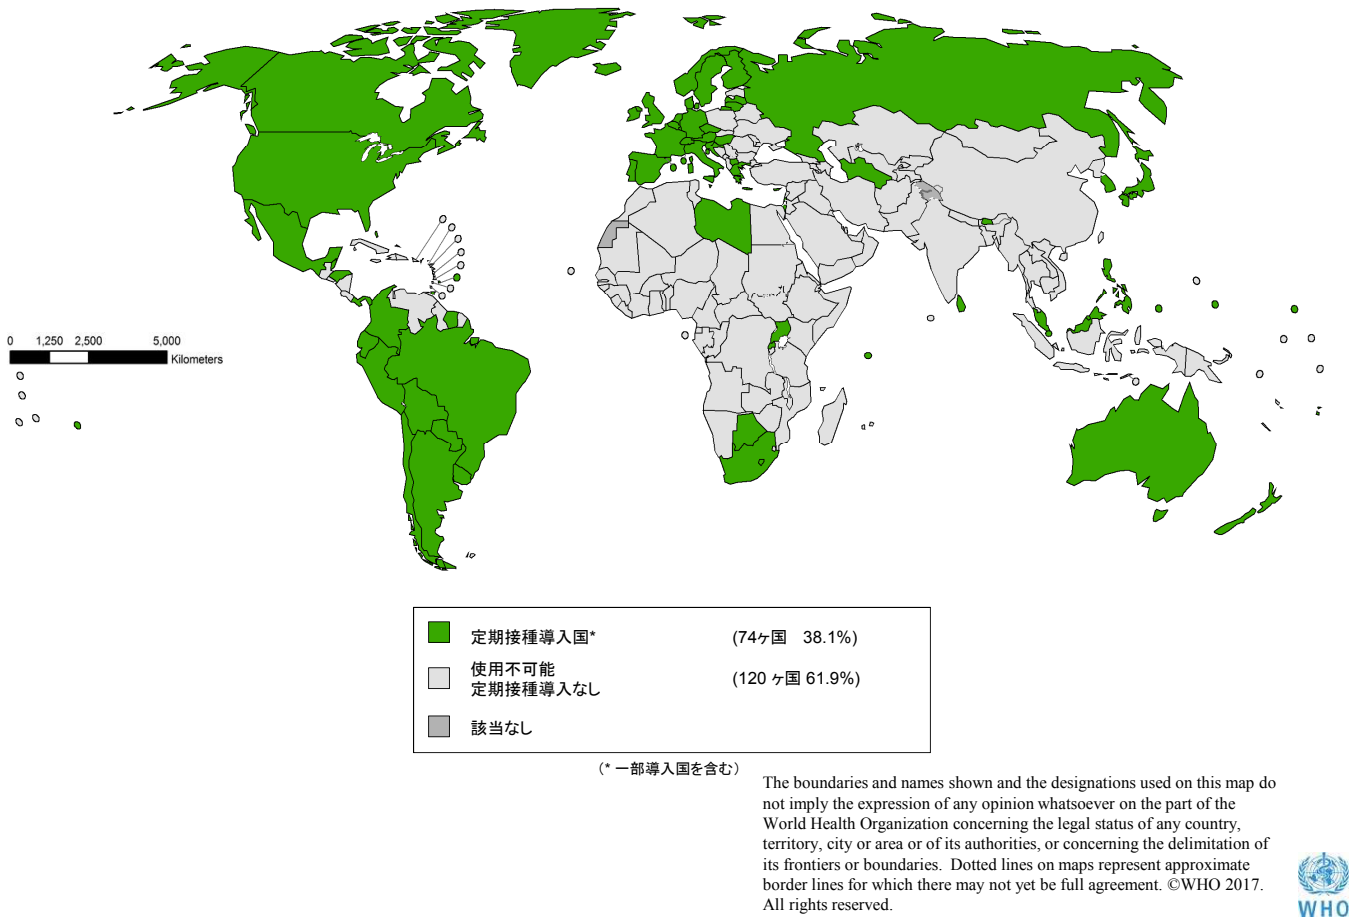 0 1,250 2,500 5,000
Kilometers
定期接種導入国* (74ヶ国 38.1%)
使用不可能
定期接種導入なし (120 ヶ国 61.9%)
該当なし
（* 一部導入国を含む）
The boundaries and names shown and the designations used on this map do
not imply the expression of any opinion whatsoever on the part of the
World Health Organization concerning the legal status of any country,
territory, city or area or of its authorities, or concerning the delimitation of
its frontiers or boundaries. Dotted lines on maps represent approximate
border lines for which there may not yet be full agreement. ©WHO 2017.
All rights reserved.
WHO